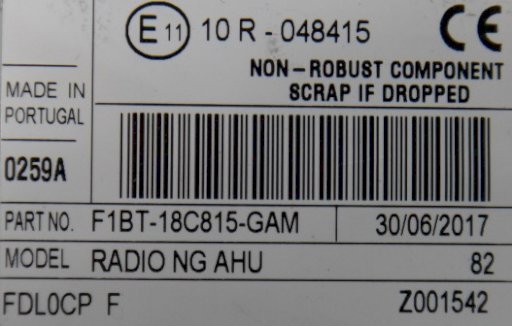 E 11 10 R - 048415 CE
NON - ROBUST COMPONENT
SCRAP IF DROPPED
MADE IN
PORTUGAL
0259A
PART NO. F1BT-18C815-GAM 30/06/2017
MODEL RADIO NG AHU 82
FDL0CP F Z001542